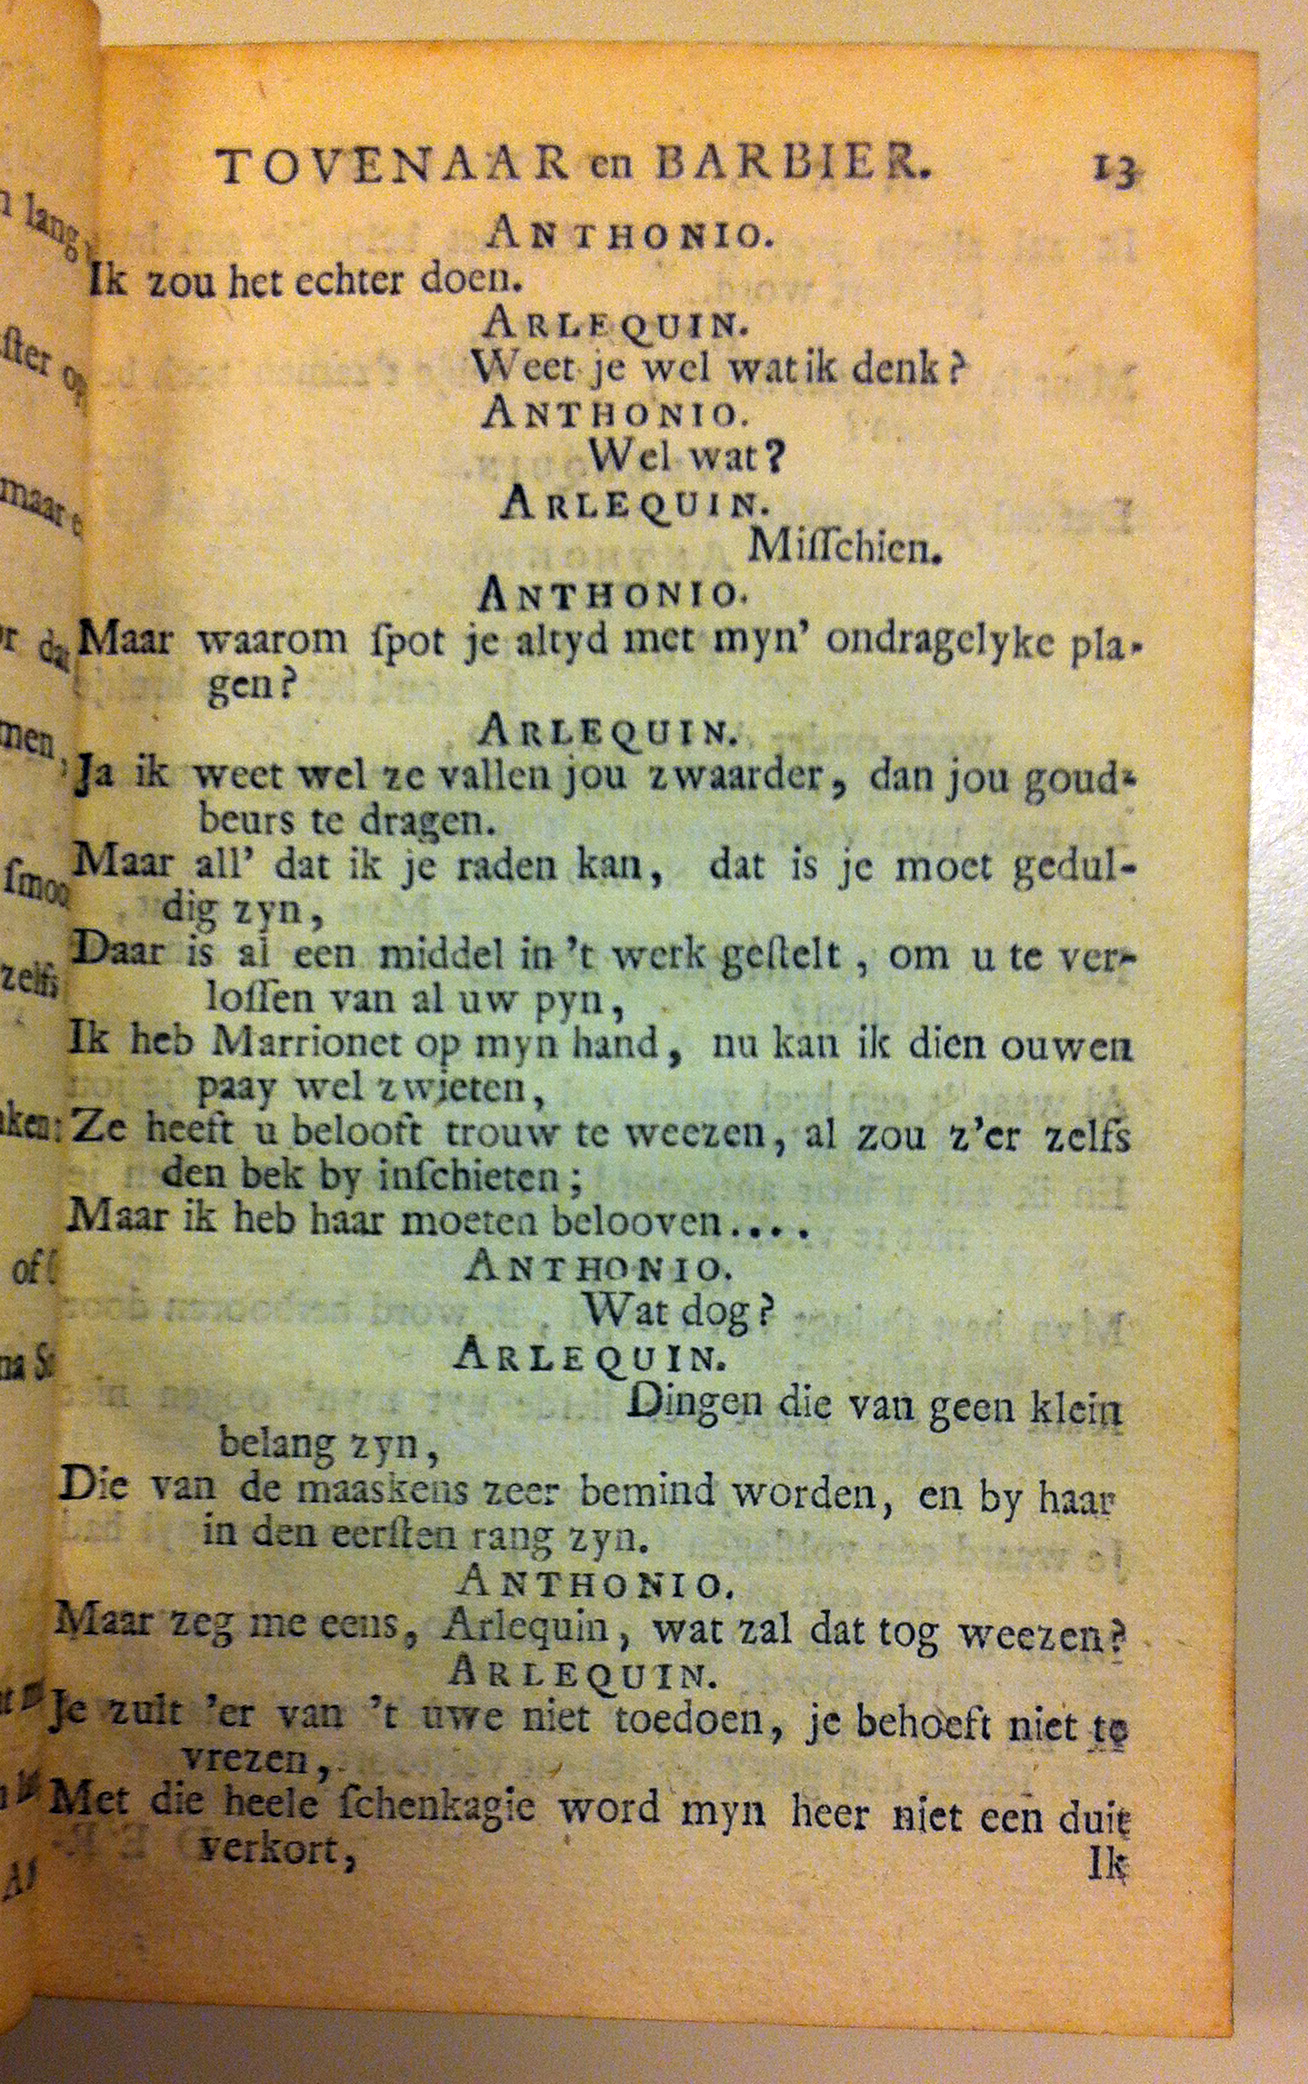 TOVENAAR en BARBIER. 13
ANTHONIO.
Ik zou het echter doen.
ARLEQUIN.
Weet je wel wat ik denk?
ANTHONIO.
Wel wat?
ARLEQUIN.
Miſſchien.
ANTHONIO.
Maar waarom ſpot je altyd met myn' ondragelyke pla-
gen?
ARLEQUIN.
Ja ik weet wel ze vallen jou zwaarder, dan jou goud-
beurs te dragen.
Maar all' dat ik je raden kan, dat is je moet gedul-
dig zyn,
Daar is al een middel in 't werk geſtelt, om u te ver-
loſſen van al uw pyn,
Ik heb Marrionet op myn hand, nu kan ik dien ouwen
paay wel zwieten,
Ze heeft u belooft trouw te weezen, al zou z'er zelfs
den bek by inſchieten;
Maar ik heb haar moeten belooven....
ANTHONIO.
Wat dog?
ARLEQUIN.
Dingen die van geen klein
belang zyn,
Die van de maaskens zeer bemind worden, en by haar
in den eerſten rang zyn.
ANTHONIO.
Maar zeg me eens, Arlequin, wat zal dat tog weezen?
ARLEQUIN.
Je zult 'er van 't uwe niet toedoen, je behoeft niet te
vrezen,
Met die heele ſchenkagie word myn heer niet een duit
verkort,
Ik